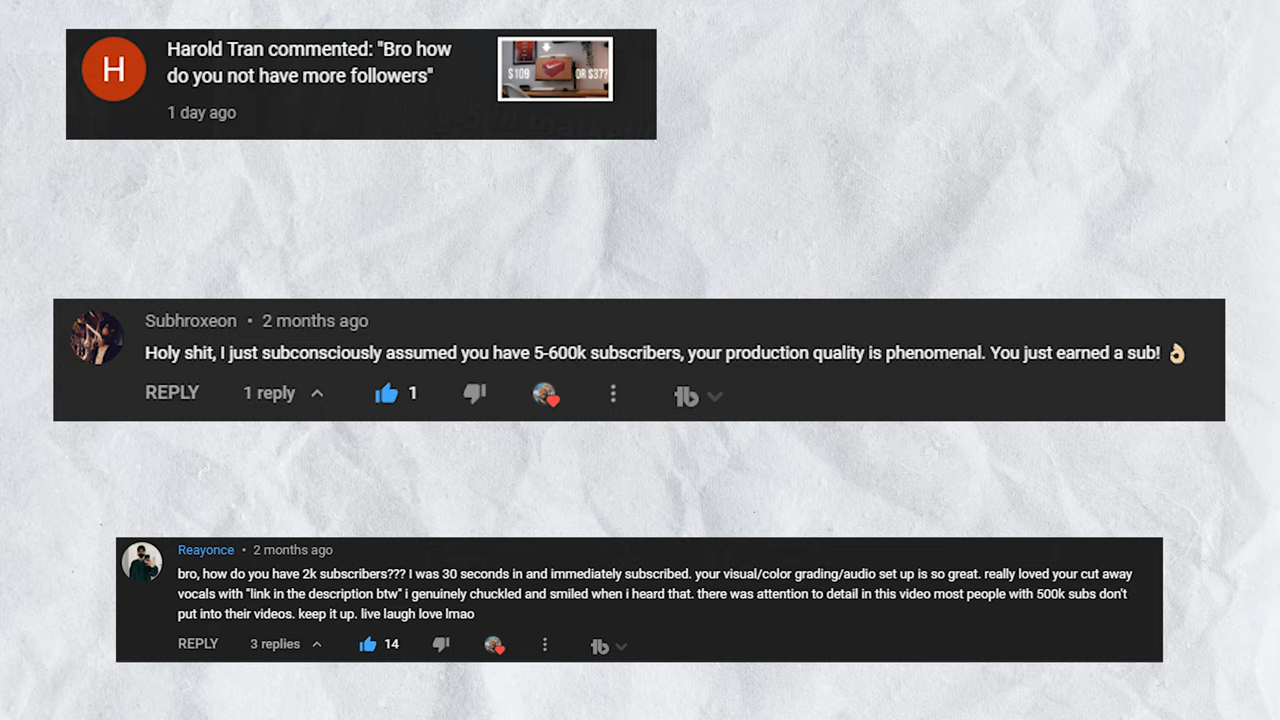 H
Harold Tran commented: "Bro how
do you not have more followers"
1 day ago
$109
OR $37?
Subhroxeon • 2 months ago
Holy shit, I just subconsciously assumed you have 5-600k subscribers, your production quality is phenomenal. You just earned a sub! 👌
REPLY 1 reply 1
Reayonce • 2 months ago
bro, how do you have 2k subscribers??? I was 30 seconds in and immediately subscribed. your visual/color grading/audio set up is so great. really loved your cut away
vocals with "link in the description btw" i genuinely chuckled and smiled when i heard that. there was attention to detail in this video most people with 500k subs don't
put into their videos. keep it up. live laugh love lmao
REPLY 3 replies 14